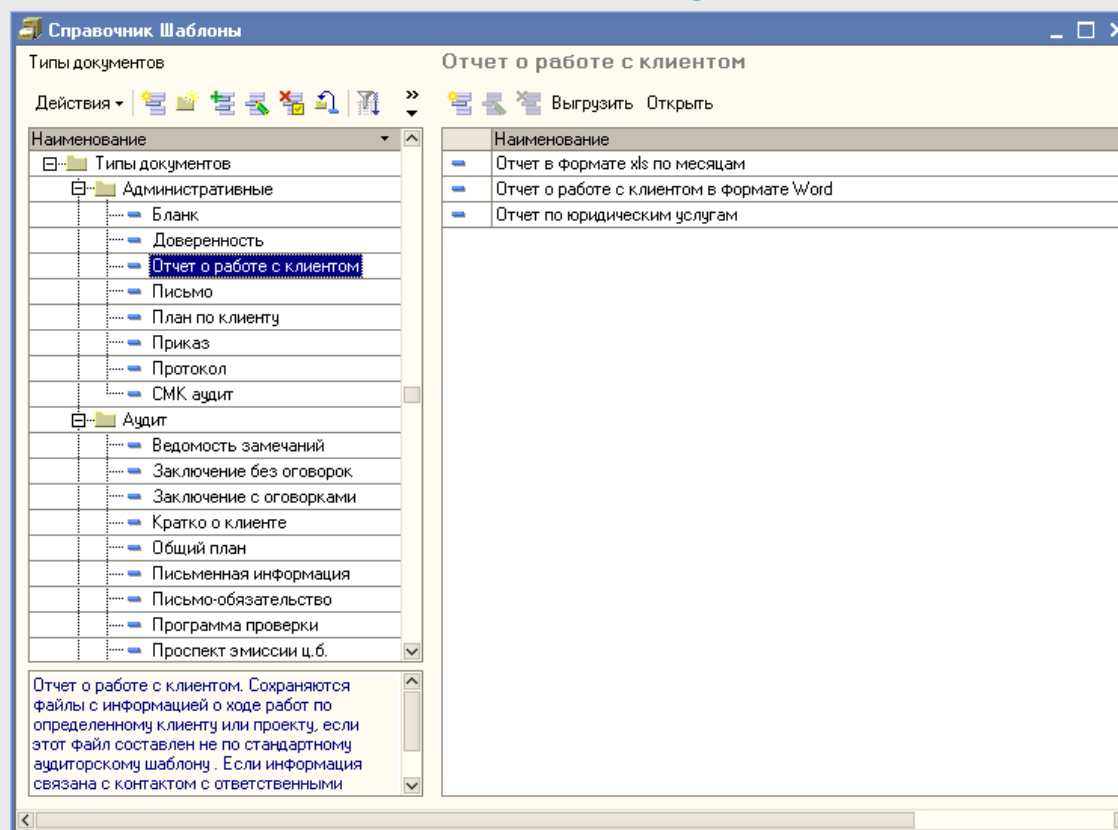 Справочник Шаблоны
Типы документов
Отчет о работе с клиентом
Действия
Выгрузить Открыть
Наименование
Типы документов
Административные
Бланк
Доверенность
Отчет о работе с клиентом
Письмо
План по клиенту
Приказ
Протокол
СМК аудит
Аудит
Ведомость замечаний
Заключение без оговорок
Заключение с оговорками
Кратко о клиенте
Общий план
Письменная информация
Письмо-обязательство
Программа проверки
Проспект эмиссии ц.б.
Наименование
Отчет в формате xls по месяцам
Отчет о работе с клиентом в формате Word
Отчет по юридическим услугам
Отчет о работе с клиентом. Сохраняются
файлы с информацией о ходе работ по
определенному клиенту или проекту, если
этот файл составлен не по стандартному
аудиторскому шаблону . Если информация
связана с контактом с ответственными